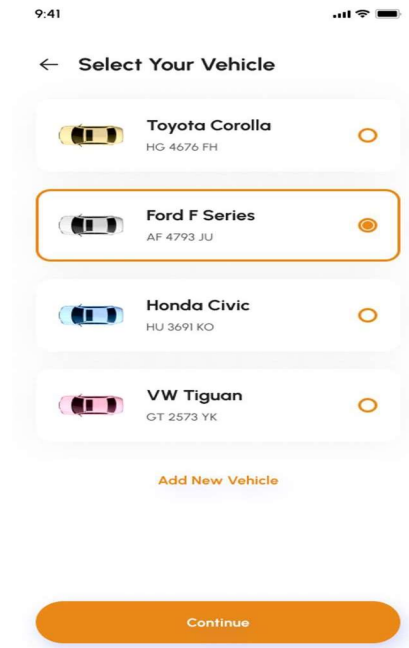 9:41
Select Your Vehicle
Toyota Corolla
HG 4676 FH
Ford F Series
AF 4793 JU
Honda Civic
HU 3691 KO
VW Tiguan
GT 2573 YK
Add New Vehicle
Continue